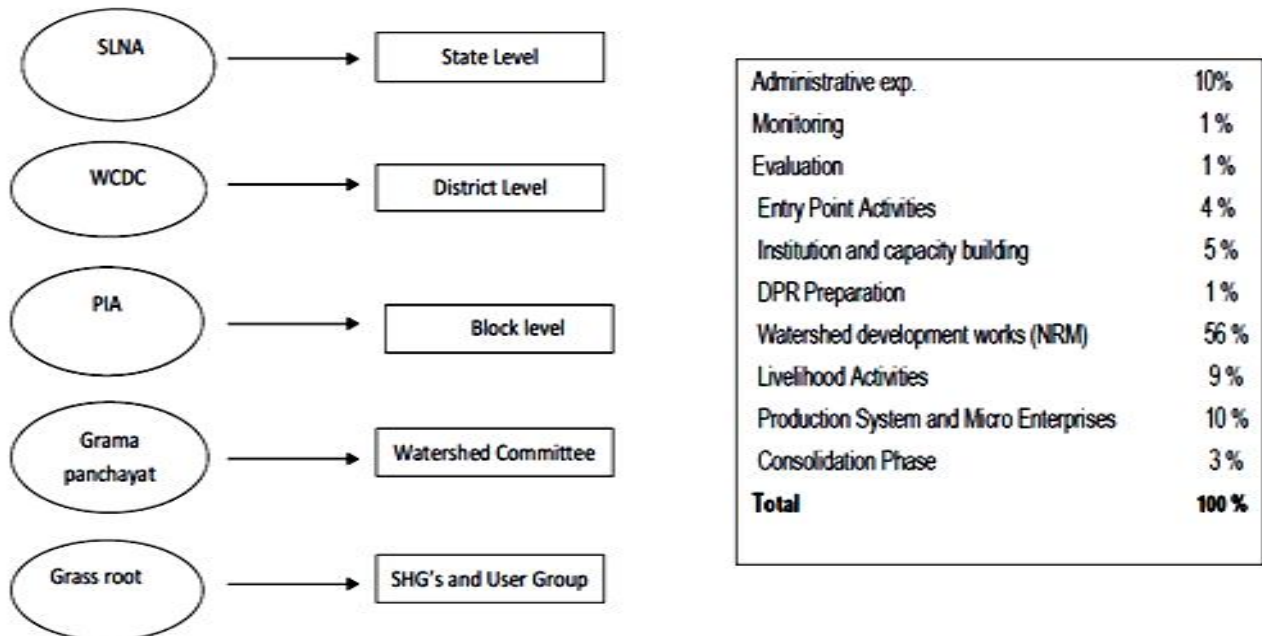 SLNA
State Level
WCDC
District Level
PIA
Block level
Grama
panchayat
Watershed Committee
Grass root
SHG's and User Group
Administrative exp. 10%
Monitoring 1 %
Evaluation 1 %
Entry Point Activities 4 %
Institution and capacity building 5 %
DPR Preparation 1 %
Watershed development works (NRM) 56 %
Livelihood Activities 9 %
Production System and Micro Enterprises 10 %
Consolidation Phase 3 %
Total 100 %